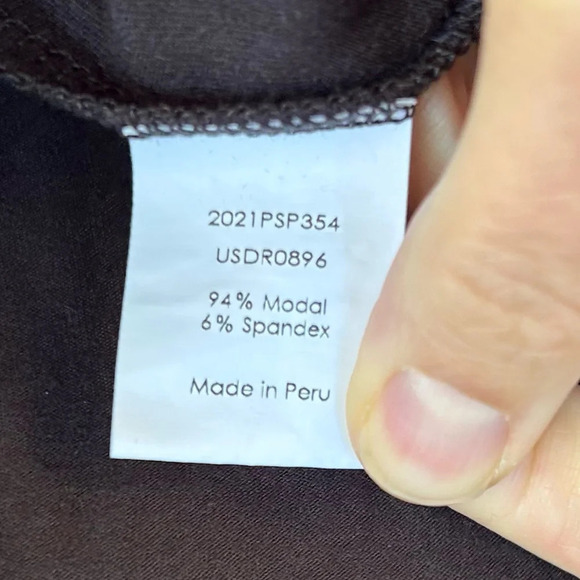 2021PSP354
USDR0896
94% Modal
6% Spandex
Made in Peru